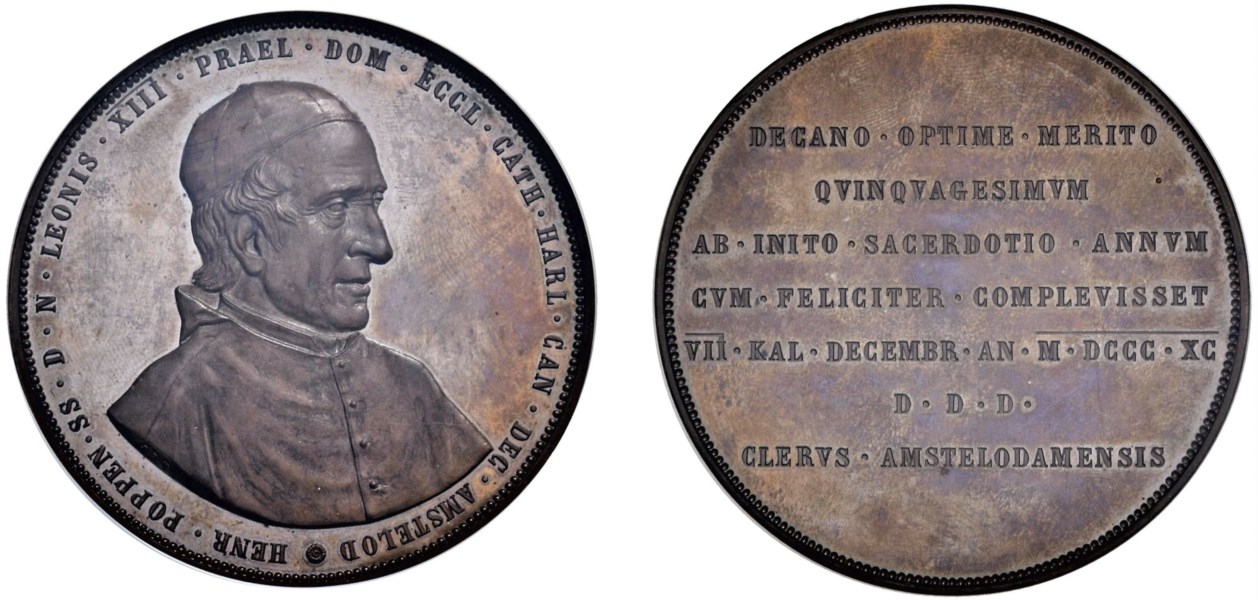 HENR · POPPEN · SS · D · N · LEONIS · XIII · PRAEL · DOM · ECCL · CATH · HARL · CAN · DEC · AMSTELOD
DECANO · OPTIME · MERITO
QVINQVAGESIMVM
AB · INITO · SACERDOTIO · ANNVM
CVM · FELICITER · COMPLEVISSET
VII · KAL · DECEMBR · AN · M · DCCC · XC
D · D · D ·
CLERVS · AMSTELODAMENSIS